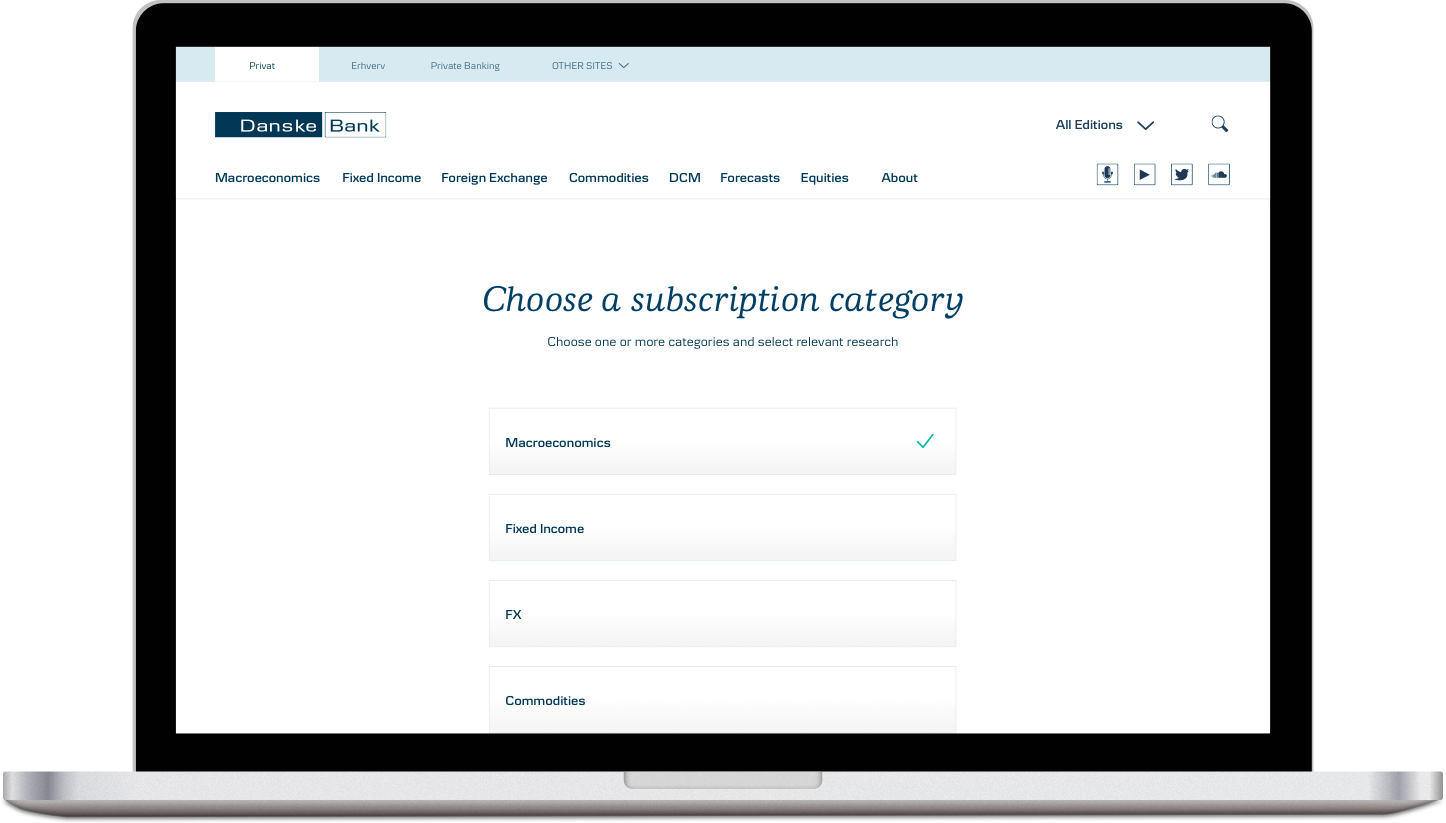 Privat Erhverv Private Banking OTHER SITES
Danske Bank All Editions
Macroeconomics Fixed Income Foreign Exchange Commodities DCM Forecasts Equities About
Choose a subscription category
Choose one or more categories and select relevant research
Macroeconomics
Fixed Income
FX
Commodities